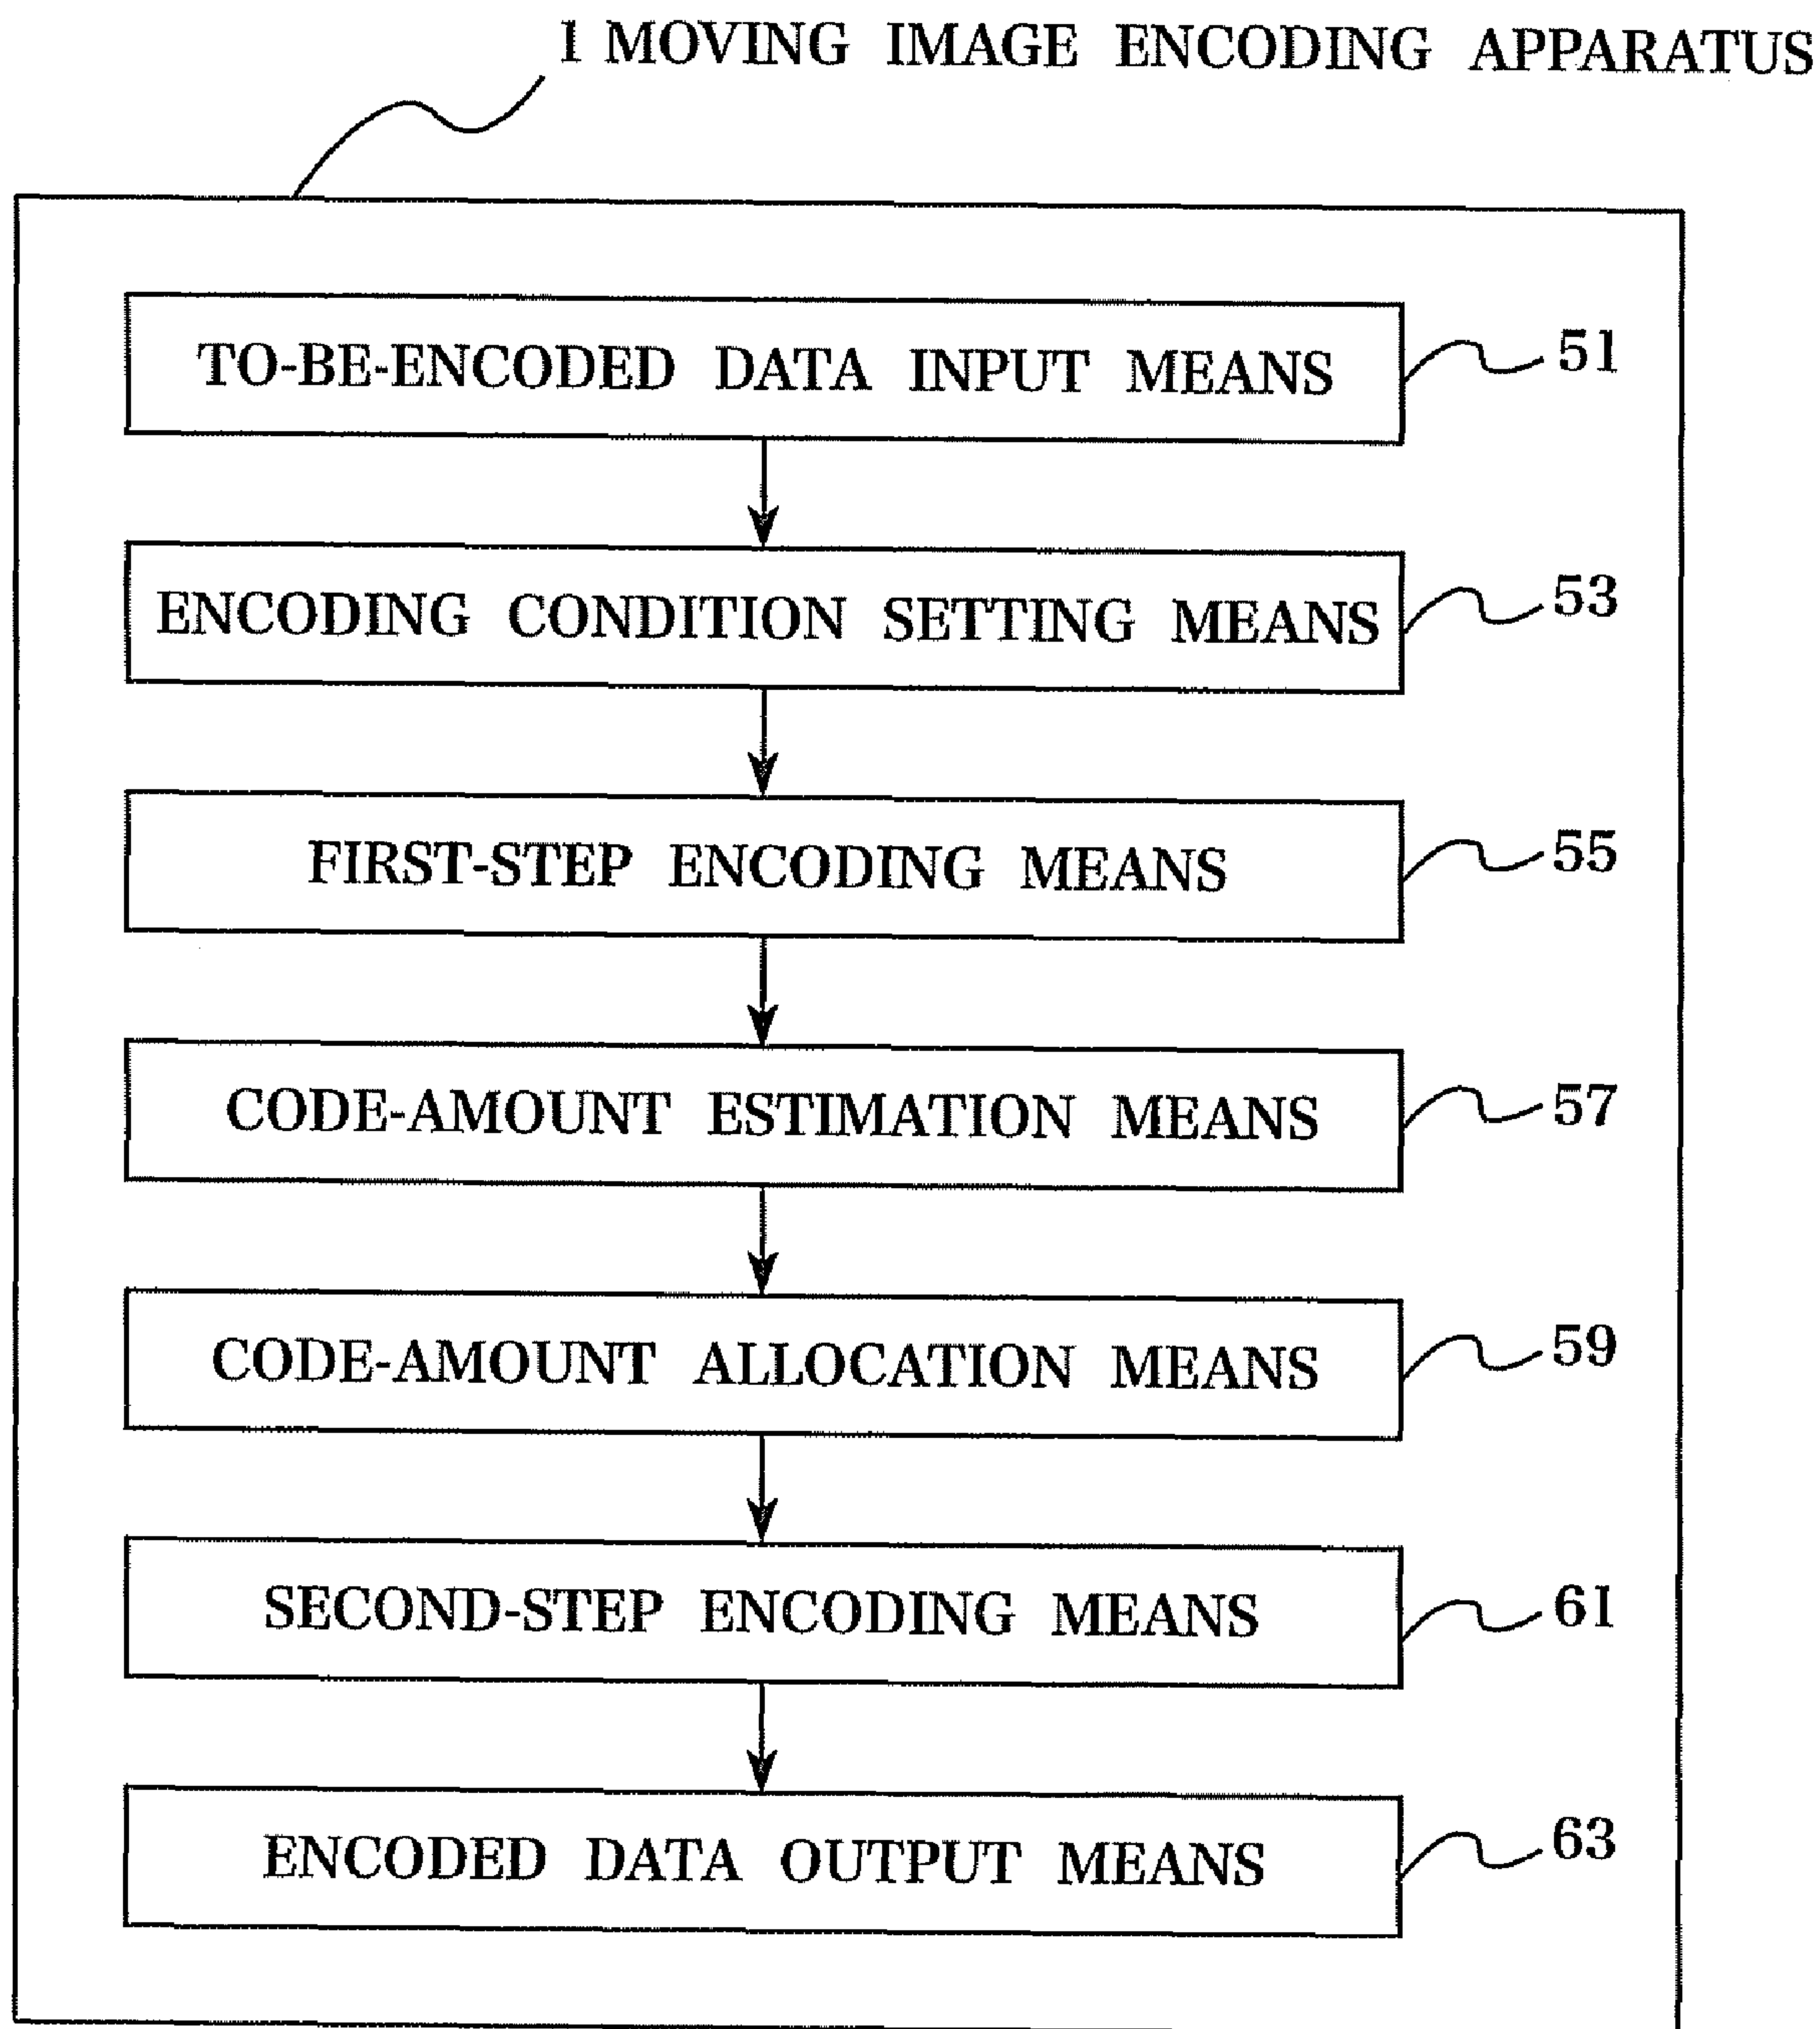 1 MOVING IMAGE ENCODING APPARATUS
TO-BE-ENCODED DATA INPUT MEANS 51
ENCODING CONDITION SETTING MEANS 53
FIRST-STEP ENCODING MEANS 55
CODE-AMOUNT ESTIMATION MEANS 57
CODE-AMOUNT ALLOCATION MEANS 59
SECOND-STEP ENCODING MEANS 61
ENCODED DATA OUTPUT MEANS 63